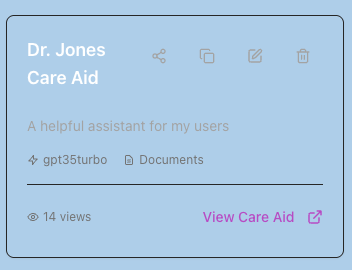 Dr. Jones
Care Aid
A helpful assistant for my users
gpt35turbo Documents
14 views View Care Aid